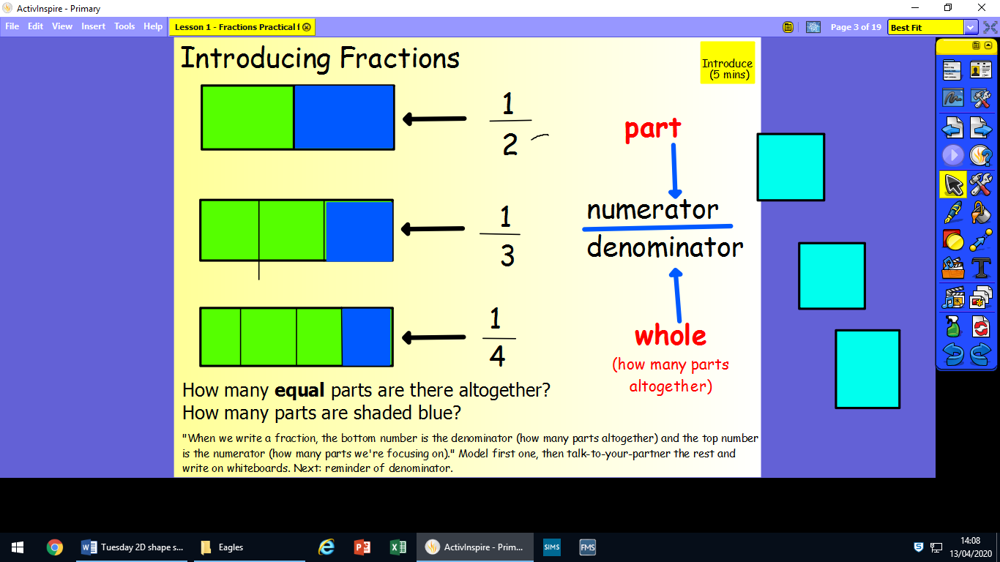 ActivInspire - Primary
File Edit View Insert Tools Help
Lesson 1 - Fractions Practical f
Page 3 of 19
Best Fit
Introducing Fractions
Introduce
(5 mins)
1
2
part
numerator
denominator
1
3
whole
(how many parts
altogether)
1
4
How many equal parts are there altogether?
How many parts are shaded blue?
"When we write a fraction, the bottom number is the denominator (how many parts altogether) and the top number
is the numerator (how many parts we're focusing on)." Model first one, then talk-to-your-partner the rest and
write on whiteboards. Next: reminder of denominator.
Tuesday 2D shape s...
Eagles
ActivInspire - Prim...
SIMS
FMS
14:08
13/04/2020